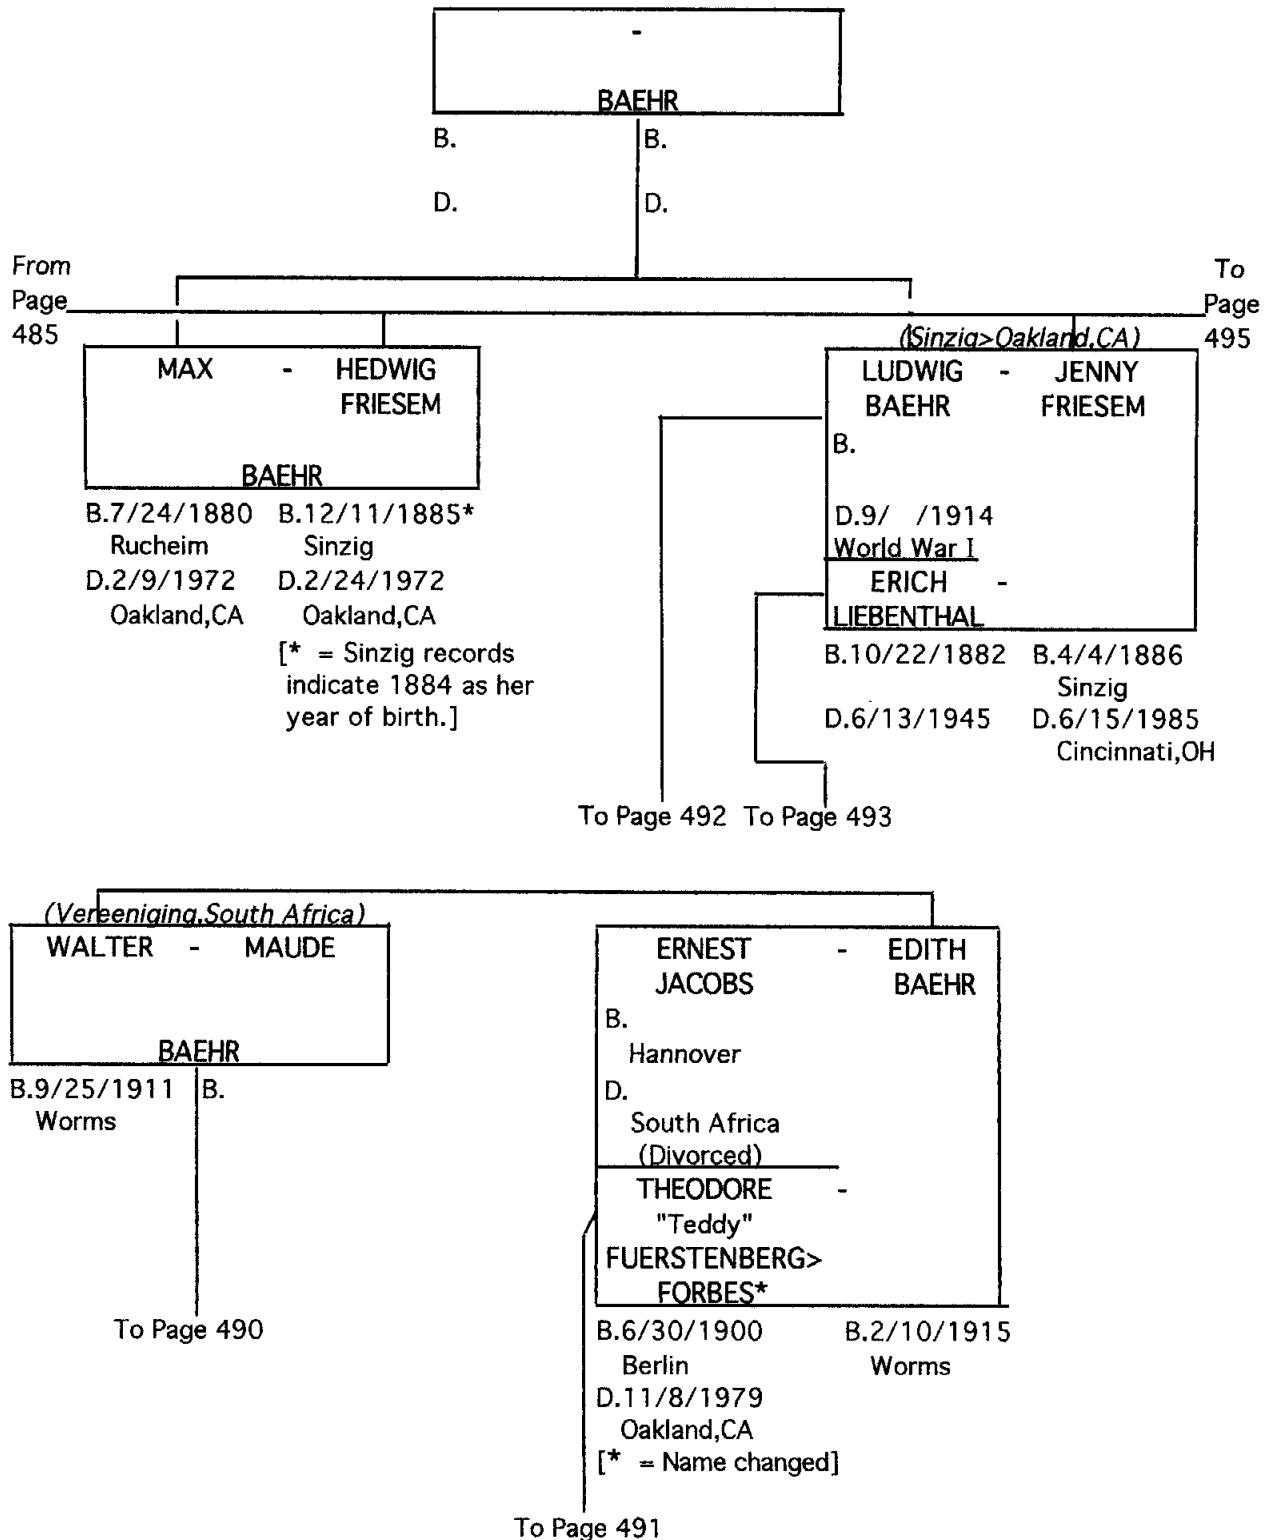 -
BAEHR
B. B.
D. D.
From
Page
485
To
Page
495
MAX - HEDWIG
FRIESEM
BAEHR
B.7/24/1880 B.12/11/1885*
Rucheim Sinzig
D.2/9/1972 D.2/24/1972
Oakland,CA Oakland,CA
[* = Sinzig records
indicate 1884 as her
year of birth.]
(Sinzig>Oakland,CA)
LUDWIG - JENNY
BAEHR FRIESEM
B.
D.9/ /1914
World War I
ERICH -
LIEBENTHAL
B.10/22/1882 B.4/4/1886
Sinzig
D.6/13/1945 D.6/15/1985
Cincinnati,OH
To Page 492 To Page 493
(Vereeniging,South Africa)
WALTER - MAUDE
BAEHR
B.9/25/1911 B.
Worms
To Page 490
ERNEST - EDITH
JACOBS BAEHR
B.
Hannover
D.
South Africa
(Divorced)
THEODORE -
"Teddy"
FUERSTENBERG>
FORBES*
B.6/30/1900 B.2/10/1915
Berlin Worms
D.11/8/1979
Oakland,CA
[* = Name changed]
To Page 491